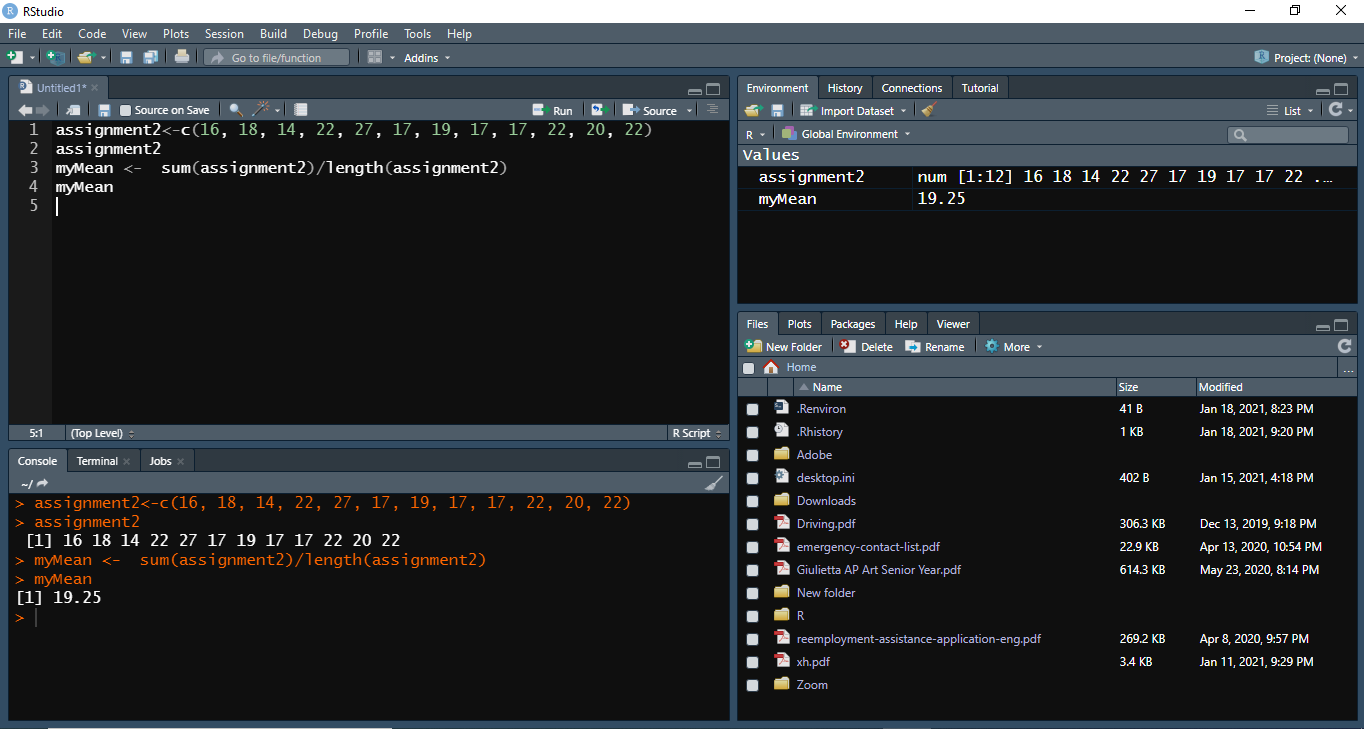 RStudio
File Edit Code View Plots Session Build Debug Profile Tools Help
Go to file/function Addins Project: (None)
Untitled1*
Source on Save Run Source
1 assignment2<-c(16, 18, 14, 22, 27, 17, 19, 17, 17, 22, 20, 22)
2 assignment2
3 myMean <-  sum(assignment2)/length(assignment2)
4 myMean
5
5:1 (Top Level) R Script
Console Terminal Jobs
~/
> assignment2<-c(16, 18, 14, 22, 27, 17, 19, 17, 17, 22, 20, 22)
> assignment2
[1] 16 18 14 22 27 17 19 17 17 22 20 22
> myMean <-  sum(assignment2)/length(assignment2)
> myMean
[1] 19.25
>
Environment History Connections Tutorial
Import Dataset List
R Global Environment
Values
assignment2 num [1:12] 16 18 14 22 27 17 19 17 17 22 ...
myMean 19.25
Files Plots Packages Help Viewer
New Folder Delete Rename More
Home ...
Name Size Modified
.Renviron 41 B Jan 18, 2021, 8:23 PM
.Rhistory 1 KB Jan 18, 2021, 9:20 PM
Adobe
desktop.ini 402 B Jan 15, 2021, 4:18 PM
Downloads
Driving.pdf 306.3 KB Dec 13, 2019, 9:18 PM
emergency-contact-list.pdf 22.9 KB Apr 13, 2020, 10:54 PM
Giulietta AP Art Senior Year.pdf 614.3 KB May 23, 2020, 8:14 PM
New folder
R
reemployment-assistance-application-eng.pdf 269.2 KB Apr 8, 2020, 9:57 PM
xh.pdf 3.4 KB Jan 11, 2021, 9:29 PM
Zoom